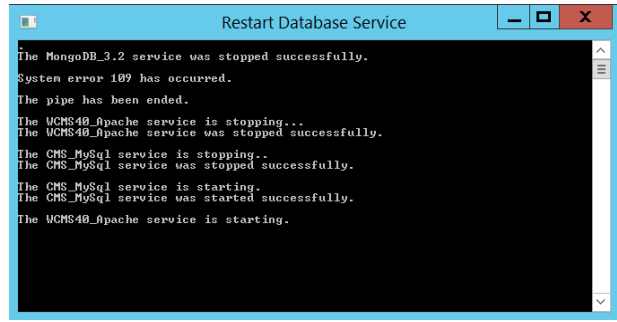 Restart Database Service
.
The MongoDB_3.2 service was stopped successfully.
System error 109 has occurred.
The pipe has been ended.
The WCMS40_Apache service is stopping...
The WCMS40_Apache service was stopped successfully.
The CMS_MySql service is stopping..
The CMS_MySql service was stopped successfully.
The CMS_MySql service is starting.
The CMS_MySql service was started successfully.
The WCMS40_Apache service is starting.